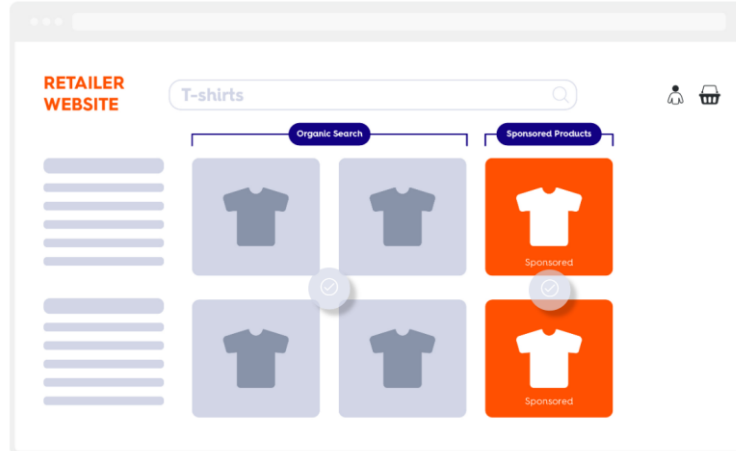 RETAILER
WEBSITE
T-shirts
Organic Search
Sponsored Products
Sponsored
Sponsored